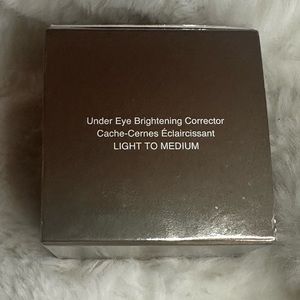 Under Eye Brightening Corrector
Cache-Cernes Éclaircissant
LIGHT TO MEDIUM